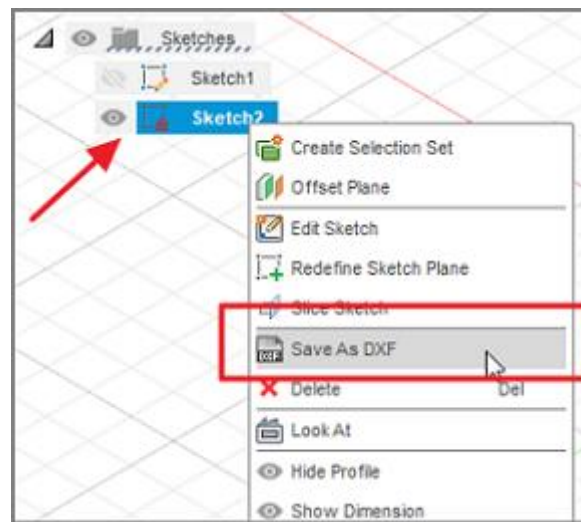 Sketches
Sketch1
Sketch2
Create Selection Set
Offset Plane
Edit Sketch
Redefine Sketch Plane
Slice Sketch
DXF Save As DXF
Delete Del
Look At
Hide Profile
Show Dimension